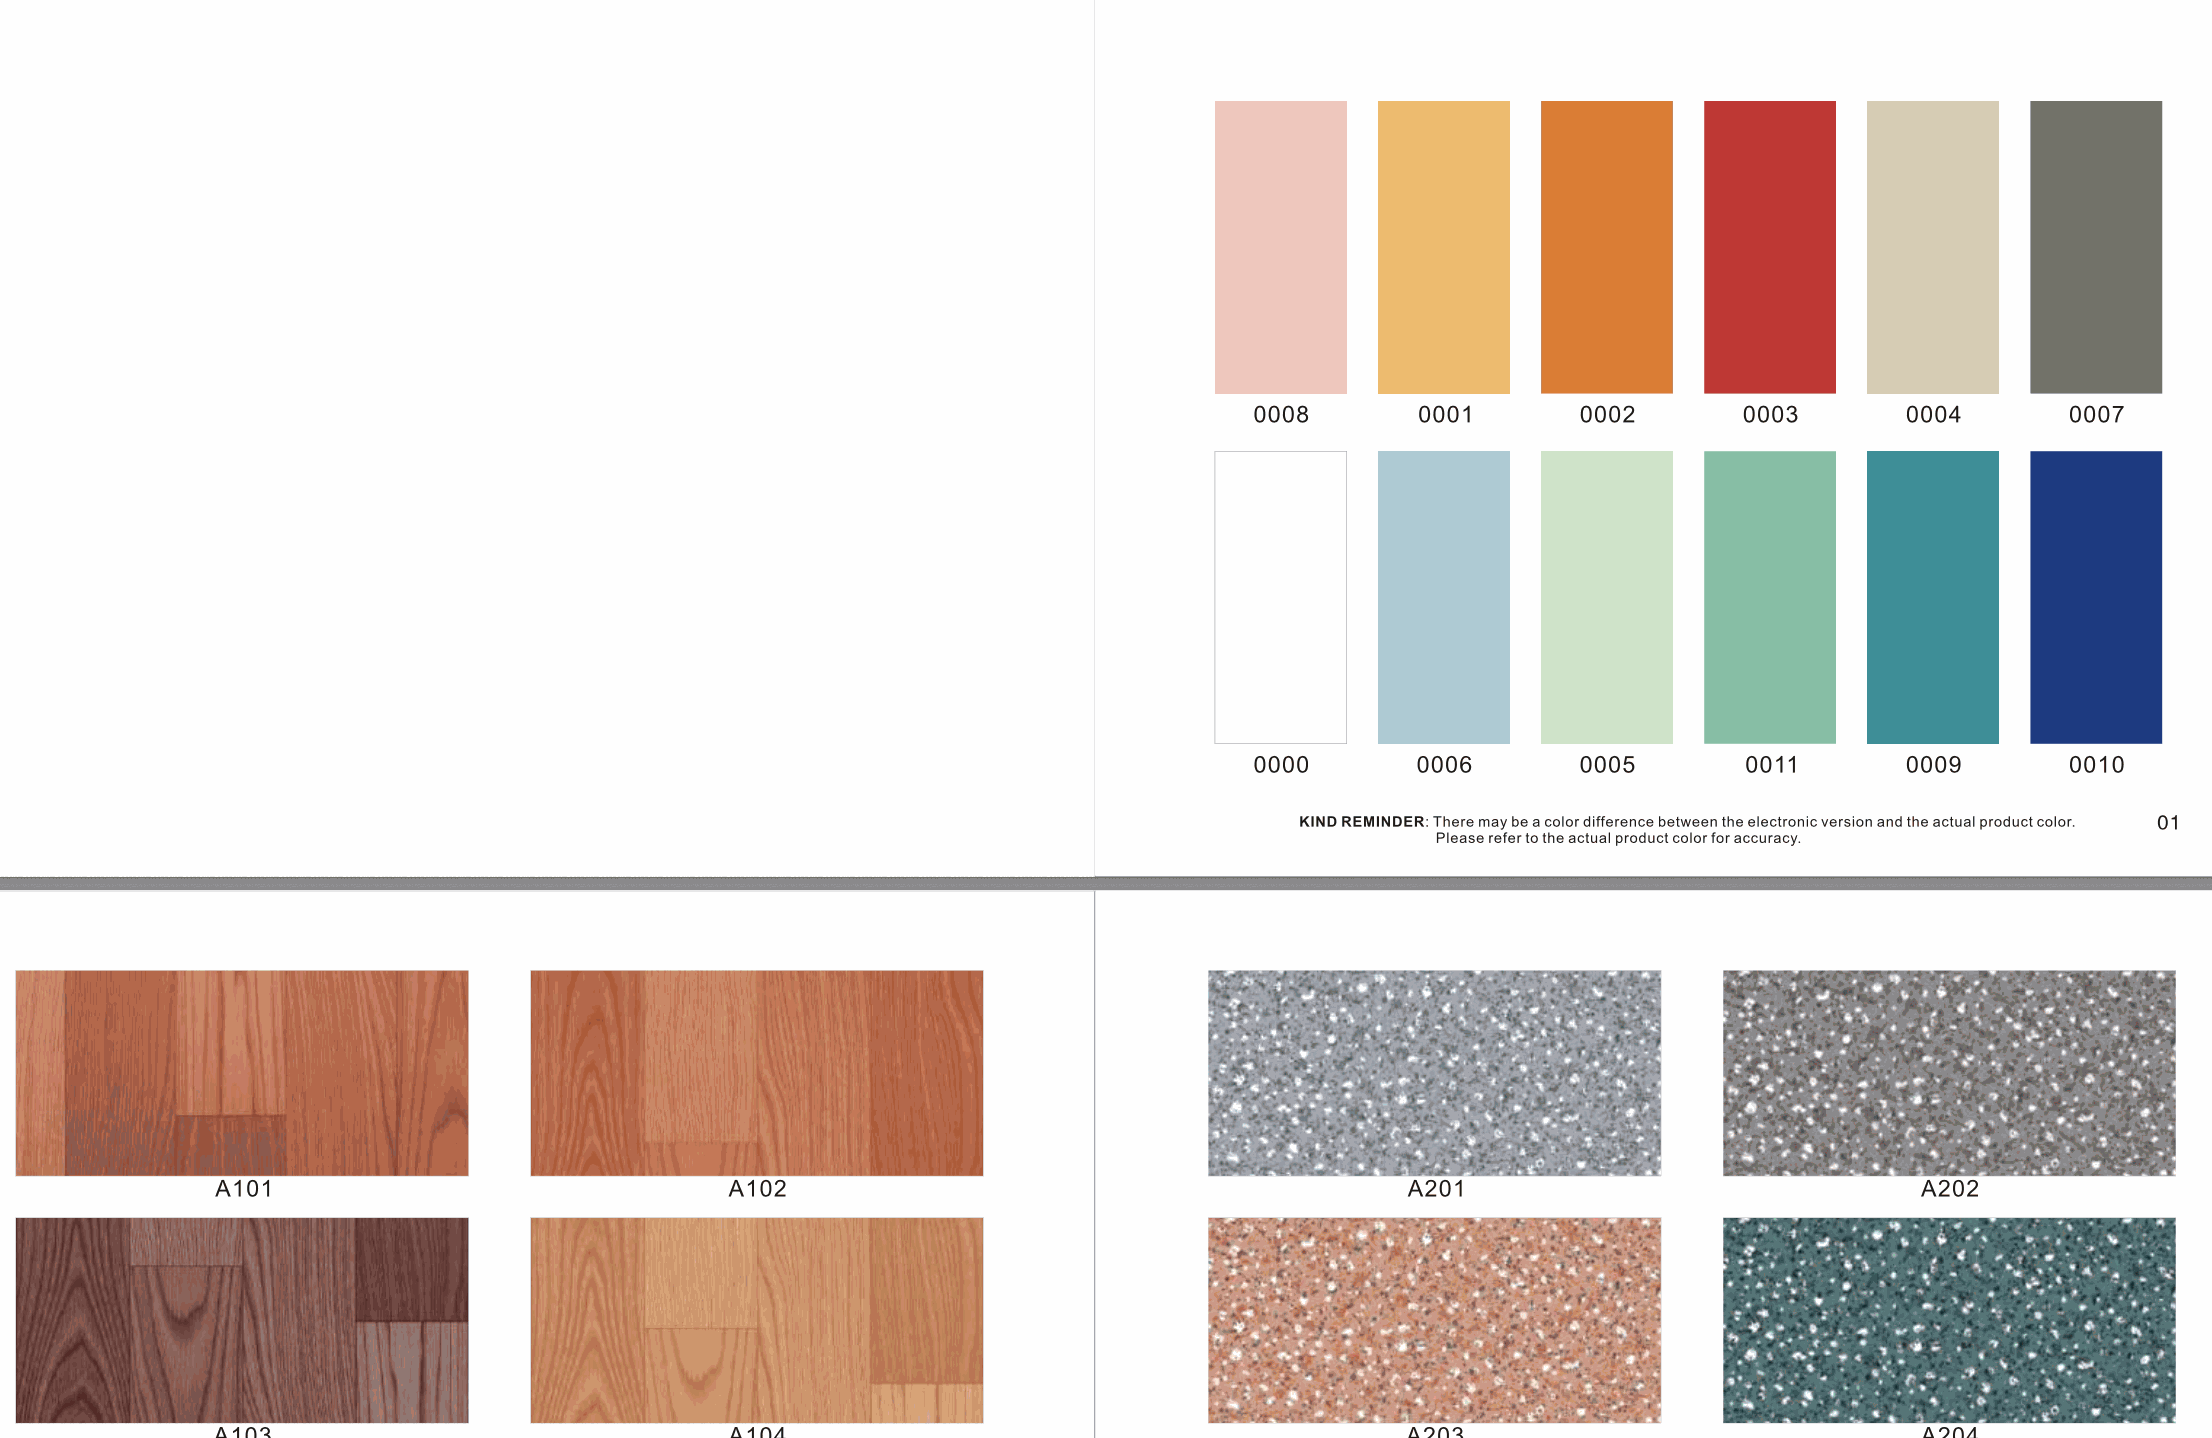 0008 0001 0002 0003 0004 0007
0000 0006 0005 0011 0009 0010
KIND REMINDER: There may be a color difference between the electronic version and the actual product color.
Please refer to the actual product color for accuracy.
01
A101 A102
A103 A104
A201 A202
A203 A204